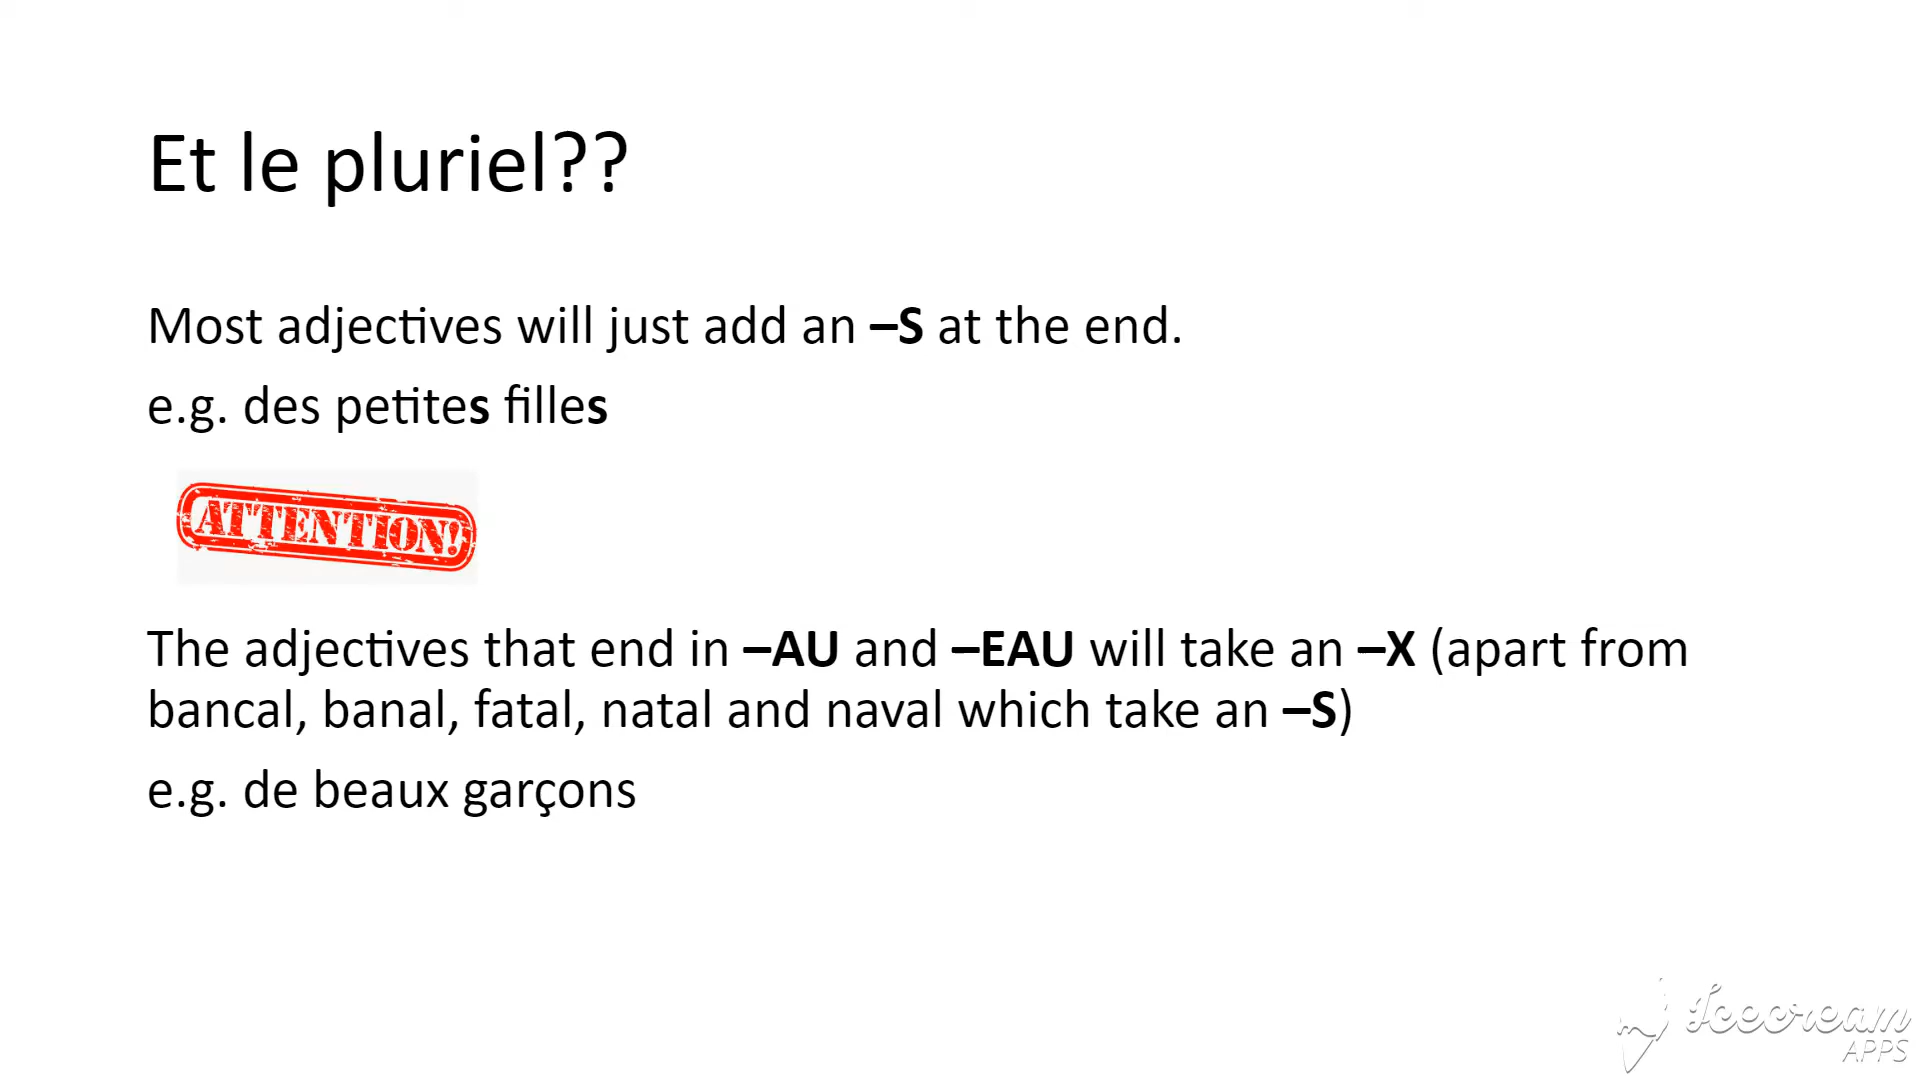 Et le pluriel??
Most adjectives will just add an –S at the end.
e.g. des petites filles
ATTENTION!
The adjectives that end in –AU and –EAU will take an –X (apart from
bancal, banal, fatal, natal and naval which take an –S)
e.g. de beaux garçons
Icecream
APPS